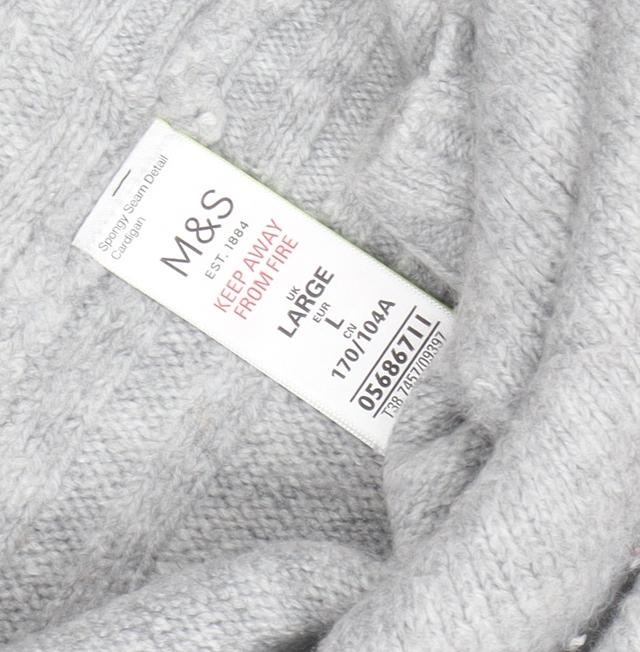 Spongy Seam Detail
Cardigan
M&S
EST. 1884
KEEP AWAY
FROM FIRE
UK
LARGE
EUR
L
CN
170/104A
05686711
T38 7457/09397